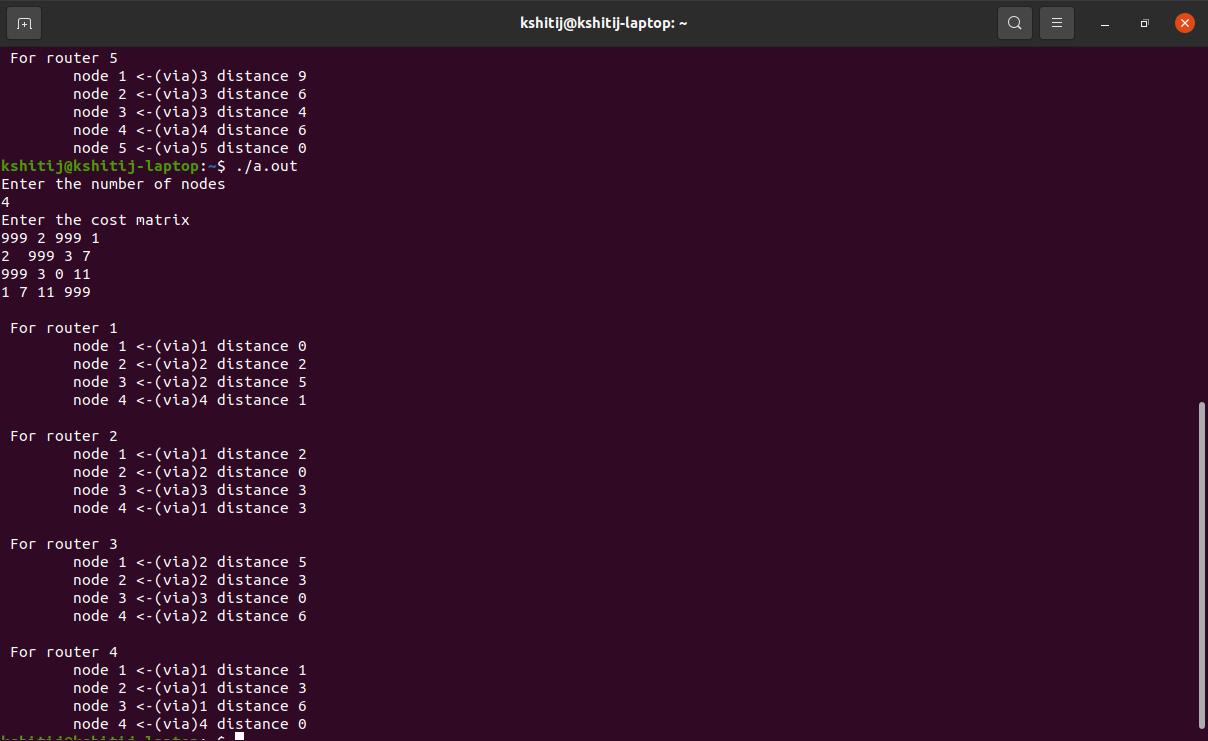 kshitij@kshitij-laptop: ~
For router 5
node 1 <-(via)3 distance 9
node 2 <-(via)3 distance 6
node 3 <-(via)3 distance 4
node 4 <-(via)4 distance 6
node 5 <-(via)5 distance 0
kshitij@kshitij-laptop:~$ ./a.out
Enter the number of nodes
4
Enter the cost matrix
999 2 999 1
2  999 3 7
999 3 0 11
1 7 11 999
For router 1
node 1 <-(via)1 distance 0
node 2 <-(via)2 distance 2
node 3 <-(via)2 distance 5
node 4 <-(via)4 distance 1
For router 2
node 1 <-(via)1 distance 2
node 2 <-(via)2 distance 0
node 3 <-(via)3 distance 3
node 4 <-(via)1 distance 3
For router 3
node 1 <-(via)2 distance 5
node 2 <-(via)2 distance 3
node 3 <-(via)3 distance 0
node 4 <-(via)2 distance 6
For router 4
node 1 <-(via)1 distance 1
node 2 <-(via)1 distance 3
node 3 <-(via)1 distance 6
node 4 <-(via)4 distance 0
kshitij@kshitij-laptop:~$